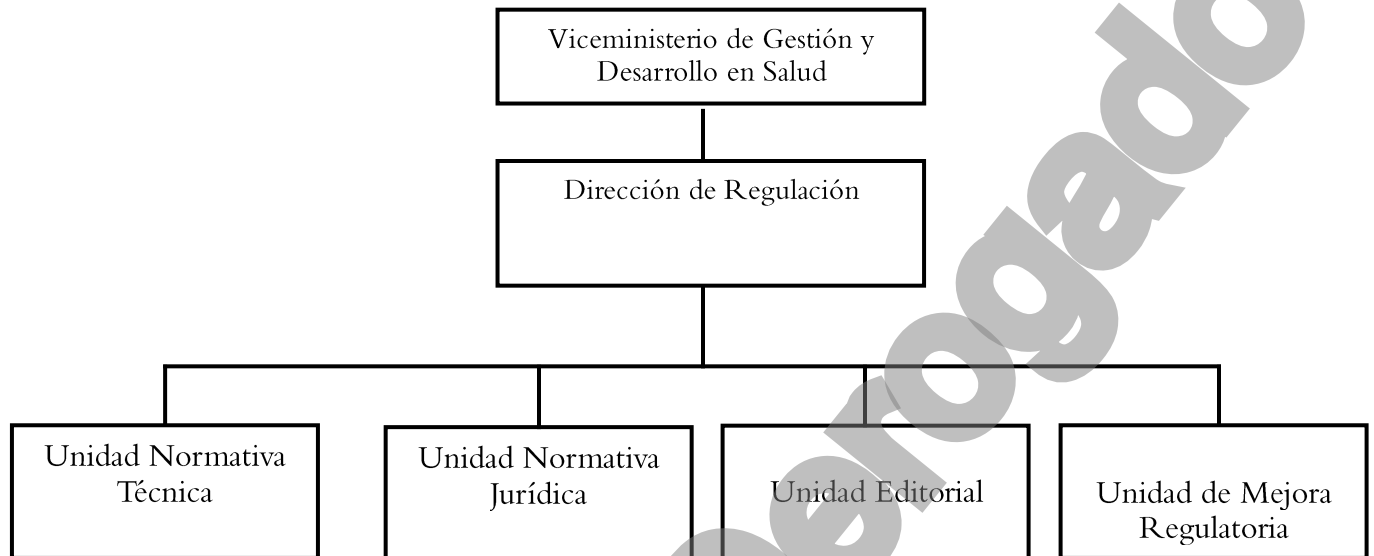 Viceministerio de Gestión y
Desarrollo en Salud
Dirección de Regulación
Unidad Normativa
Técnica
Unidad Normativa
Jurídica
Unidad Editorial
Unidad de Mejora
Regulatoria
Derogado